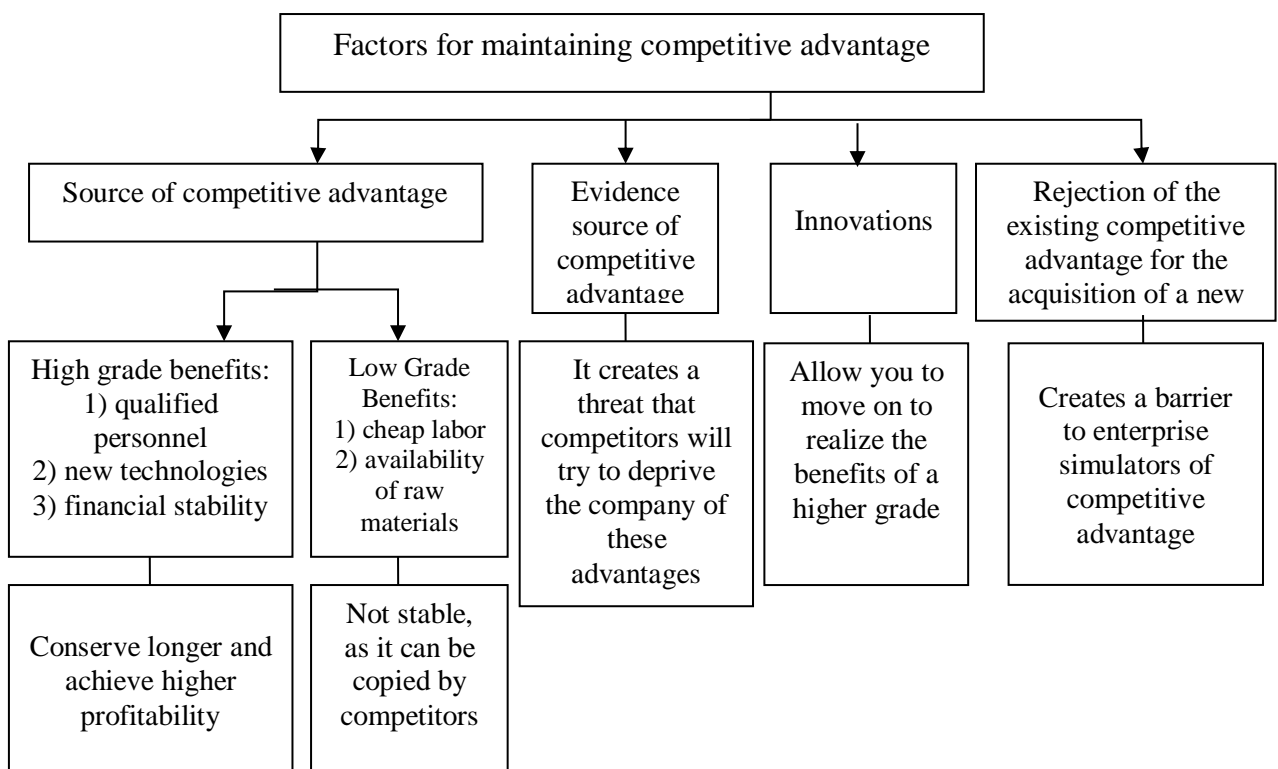 Factors for maintaining competitive advantage
Source of competitive advantage
Evidence
source of
competitive
advantage
Innovations
Rejection of the
existing competitive
advantage for the
acquisition of a new
High grade benefits:
1) qualified
personnel
2) new technologies
3) financial stability
Low Grade
Benefits:
1) cheap labor
2) availability
of raw
materials
It creates a
threat that
competitors will
try to deprive
the company of
these
advantages
Allow you to
move on to
realize the
benefits of a
higher grade
Creates a barrier
to enterprise
simulators of
competitive
advantage
Conserve longer and
achieve higher
profitability
Not stable,
as it can be
copied by
competitors